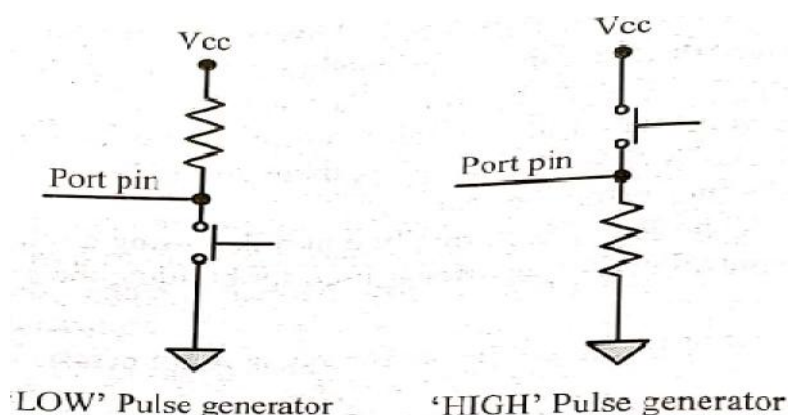 Vcc
Port pin
LOW’ Pulse generator
Vcc
Port pin
‘HIGH’ Pulse generator